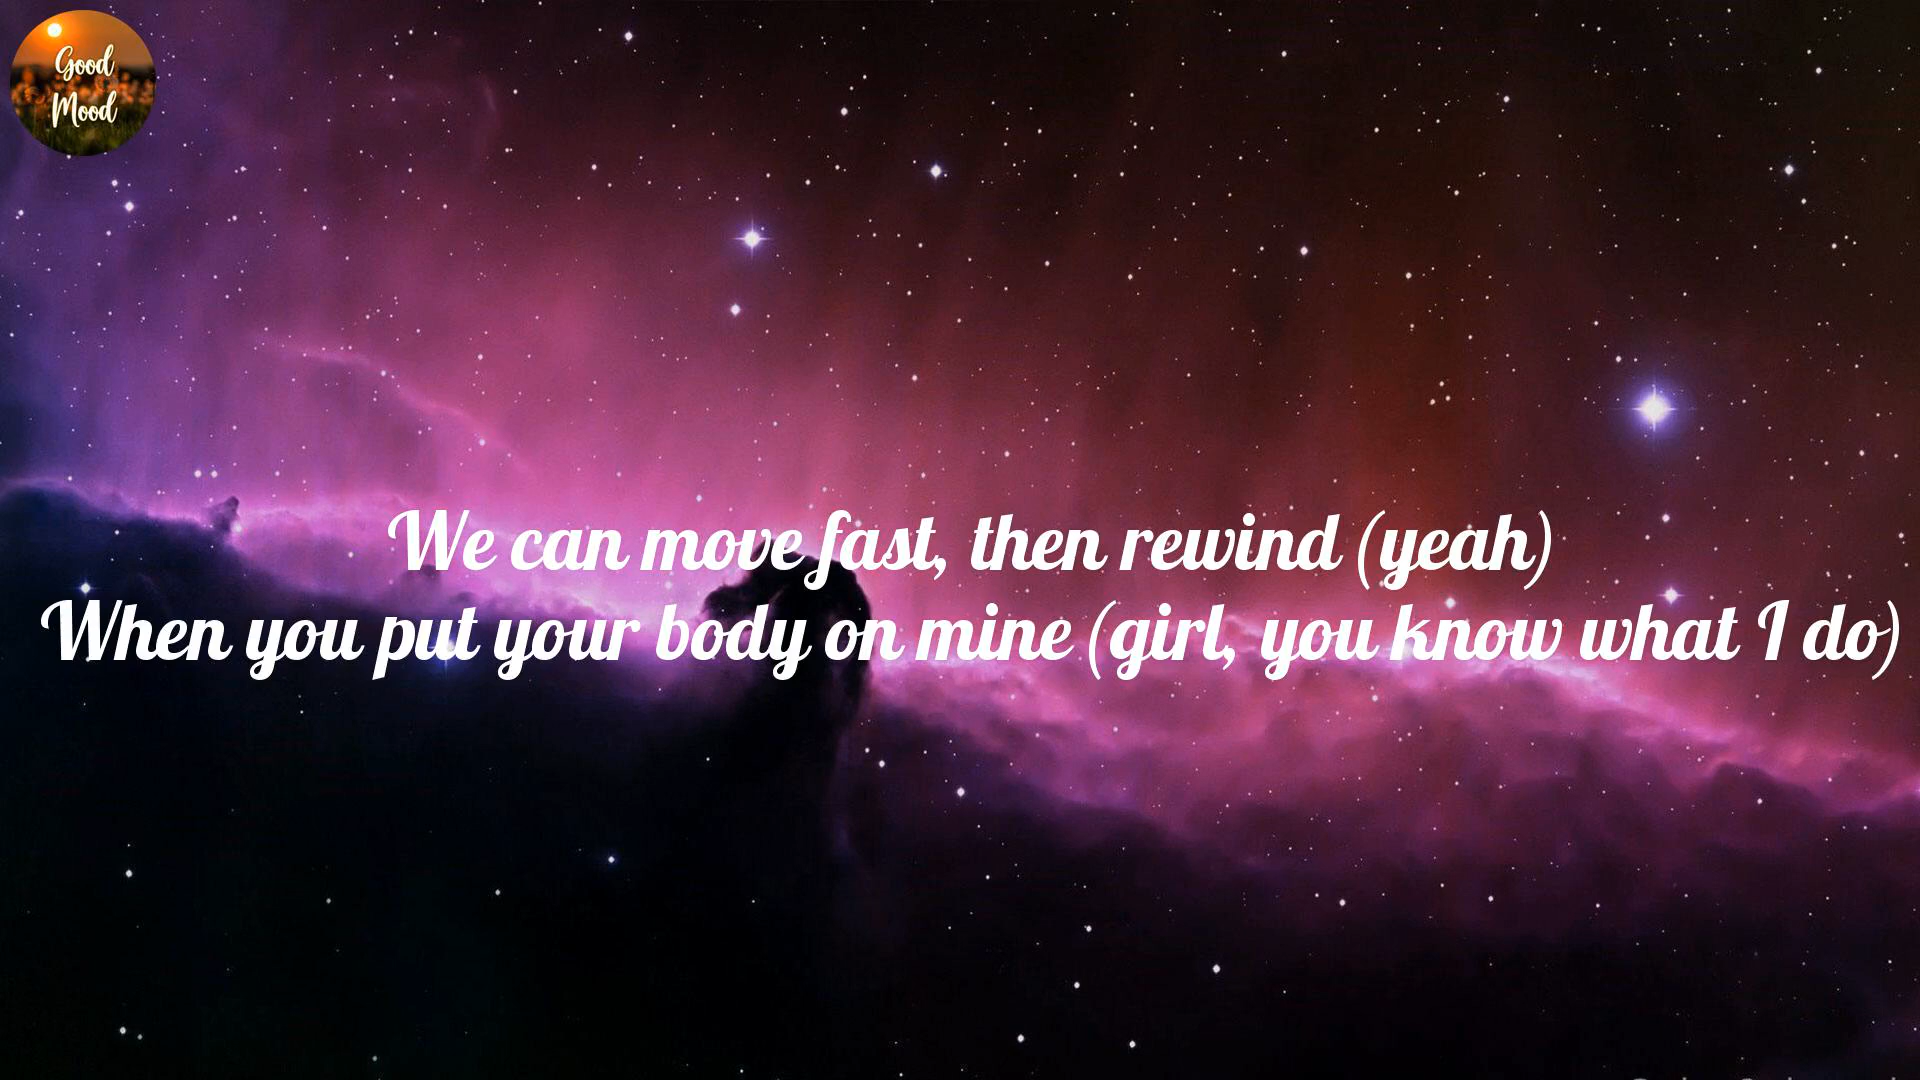 Good
Mood
We can move fast, then rewind (yeah)
When you put your body on mine (girl, you know what I do)